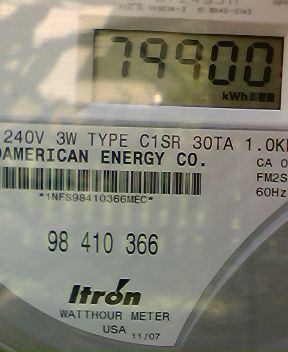 79900
kWh
240V 3W TYPE C1SR 30TA 1.0K
AMERICAN ENERGY CO.
CA 0
FM2S
60Hz
*1NFS98410366MEC*
98 410 366
Itron
WATTHOUR METER
USA 11/07